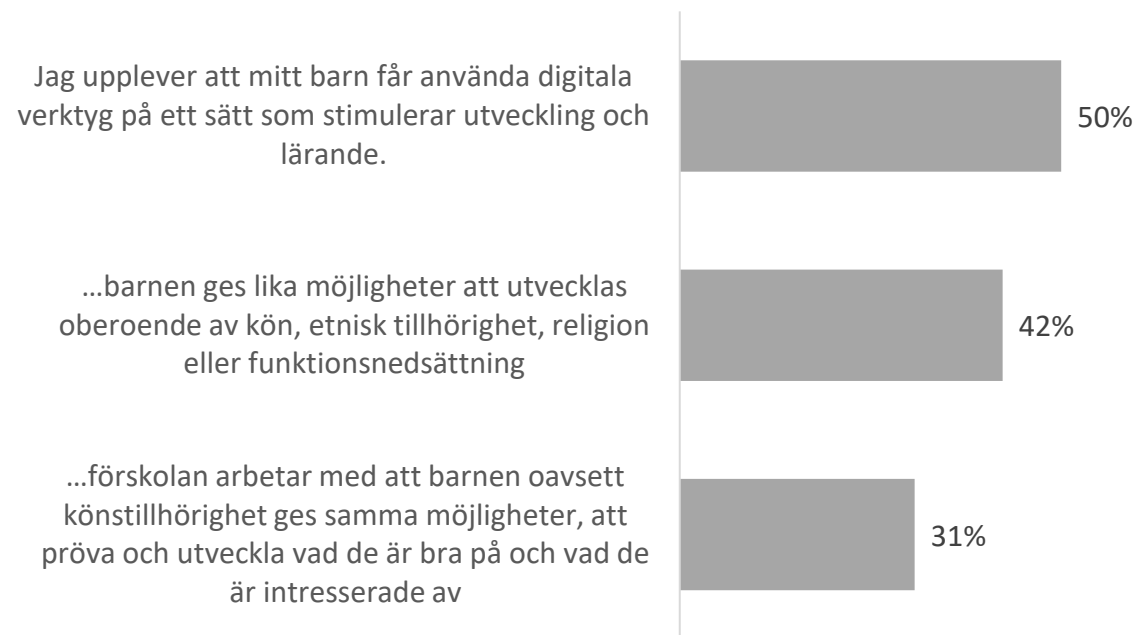 Jag upplever att mitt barn får använda digitala
verktyg på ett sätt som stimulerar utveckling och
lärande.
50%
…barnen ges lika möjligheter att utvecklas
oberoende av kön, etnisk tillhörighet, religion
eller funktionsnedsättning
42%
…förskolan arbetar med att barnen oavsett
könstillhörighet ges samma möjligheter, att
pröva och utveckla vad de är bra på och vad de
är intresserade av
31%